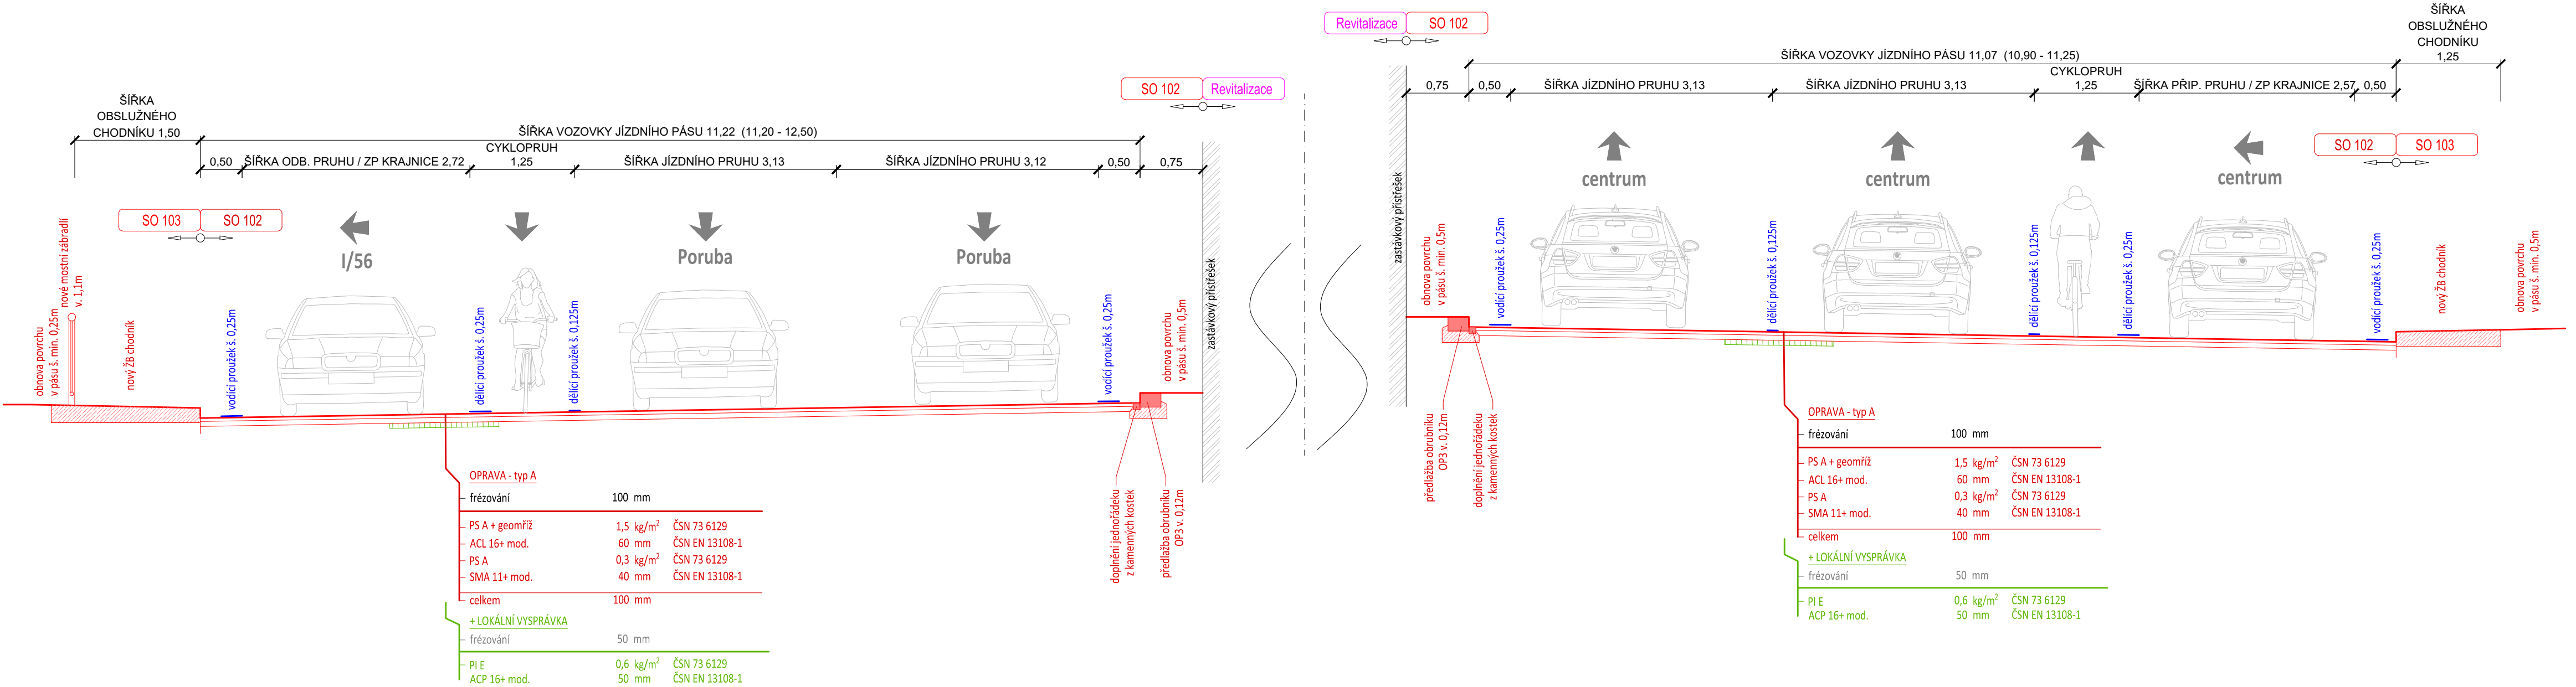 ŠÍŘKA
OBSLUŽNÉHO
CHODNÍKU 1,50
ŠÍŘKA VOZOVKY JÍZDNÍHO PÁSU 11,22 (11,20 - 12,50)
0,50
ŠÍŘKA ODB. PRUHU / ZP KRAJNICE 2,72
CYKLOPRUH
1,25
ŠÍŘKA JÍZDNÍHO PRUHU 3,13
ŠÍŘKA JÍZDNÍHO PRUHU 3,12
0,50
0,75
SO 102
Revitalizace
SO 103
SO 102
I/56
Poruba
Poruba
obnova povrchu
v pásu š. min. 0,25m
nové mostní zábradlí
v. 1,1m
nový ŽB chodník
vodící proužek š. 0,25m
dělící proužek š. 0,25m
dělící proužek š. 0,125m
vodící proužek š. 0,25m
obnova povrchu
v pásu š. min. 0,5m
zastávkový přístřešek
doplnění jednořádeku
z kamenných kostek
předlažba obrubníku
OP3 v. 0,12m
OPRAVA - typ A
frézování 100 mm
PS A + geomříž 1,5 kg/m² ČSN 73 6129
ACL 16+ mod. 60 mm ČSN EN 13108-1
PS A 0,3 kg/m² ČSN 73 6129
SMA 11+ mod. 40 mm ČSN EN 13108-1
celkem 100 mm
+ LOKÁLNÍ VYSPRÁVKA
frézování 50 mm
PI E 0,6 kg/m² ČSN 73 6129
ACP 16+ mod. 50 mm ČSN EN 13108-1
Revitalizace
SO 102
ŠÍŘKA
OBSLUŽNÉHO
CHODNÍKU
1,25
ŠÍŘKA VOZOVKY JÍZDNÍHO PÁSU 11,07 (10,90 - 11,25)
0,75
0,50
ŠÍŘKA JÍZDNÍHO PRUHU 3,13
ŠÍŘKA JÍZDNÍHO PRUHU 3,13
CYKLOPRUH
1,25
ŠÍŘKA PŘIP. PRUHU / ZP KRAJNICE 2,57
0,50
SO 102
SO 103
centrum
centrum
centrum
zastávkový přístřešek
obnova povrchu
v pásu š. min. 0,5m
vodící proužek š. 0,25m
dělící proužek š. 0,125m
dělící proužek š. 0,125m
dělící proužek š. 0,25m
vodící proužek š. 0,25m
nový ŽB chodník
obnova povrchu
v pásu š. min. 0,5m
předlažba obrubníku
OP3 v. 0,12m
doplnění jednořádeku
z kamenných kostek
OPRAVA - typ A
frézování 100 mm
PS A + geomříž 1,5 kg/m² ČSN 73 6129
ACL 16+ mod. 60 mm ČSN EN 13108-1
PS A 0,3 kg/m² ČSN 73 6129
SMA 11+ mod. 40 mm ČSN EN 13108-1
celkem 100 mm
+ LOKÁLNÍ VYSPRÁVKA
frézování 50 mm
PI E 0,6 kg/m² ČSN 73 6129
ACP 16+ mod. 50 mm ČSN EN 13108-1